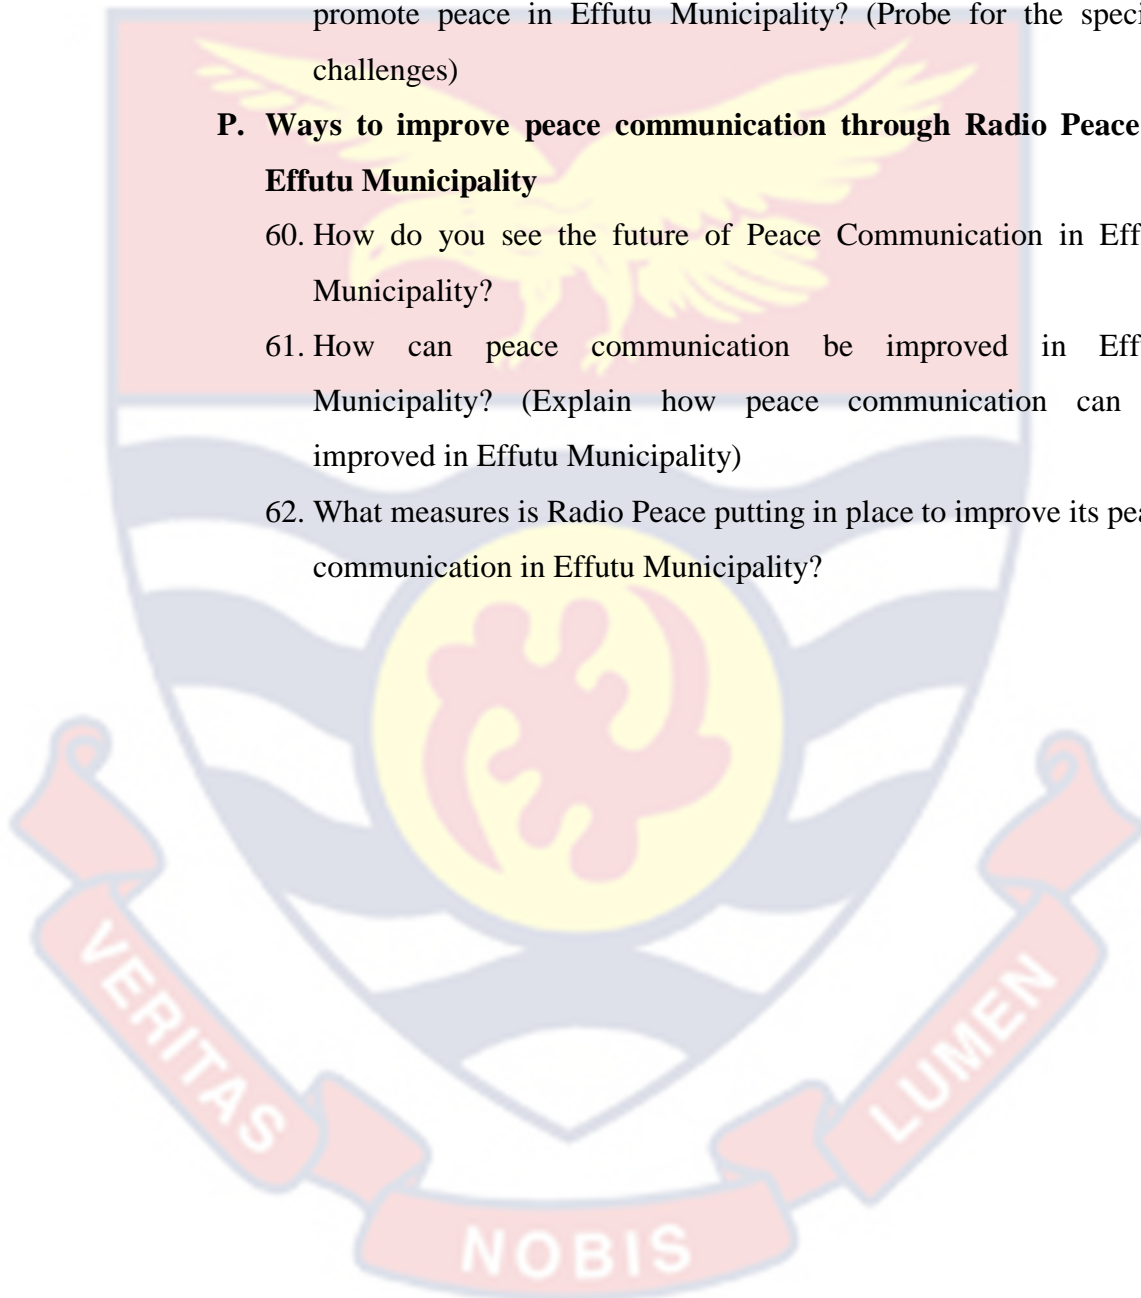 promote peace in Effutu Municipality? (Probe for the speci
challenges)
P. Ways to improve peace communication through Radio Peace
Effutu Municipality
60. How do you see the future of Peace Communication in Eff
Municipality?
61. How can peace communication be improved in Eff
Municipality? (Explain how peace communication can
improved in Effutu Municipality)
62. What measures is Radio Peace putting in place to improve its pea
communication in Effutu Municipality?
VERITAS
NOBIS
LUMEN